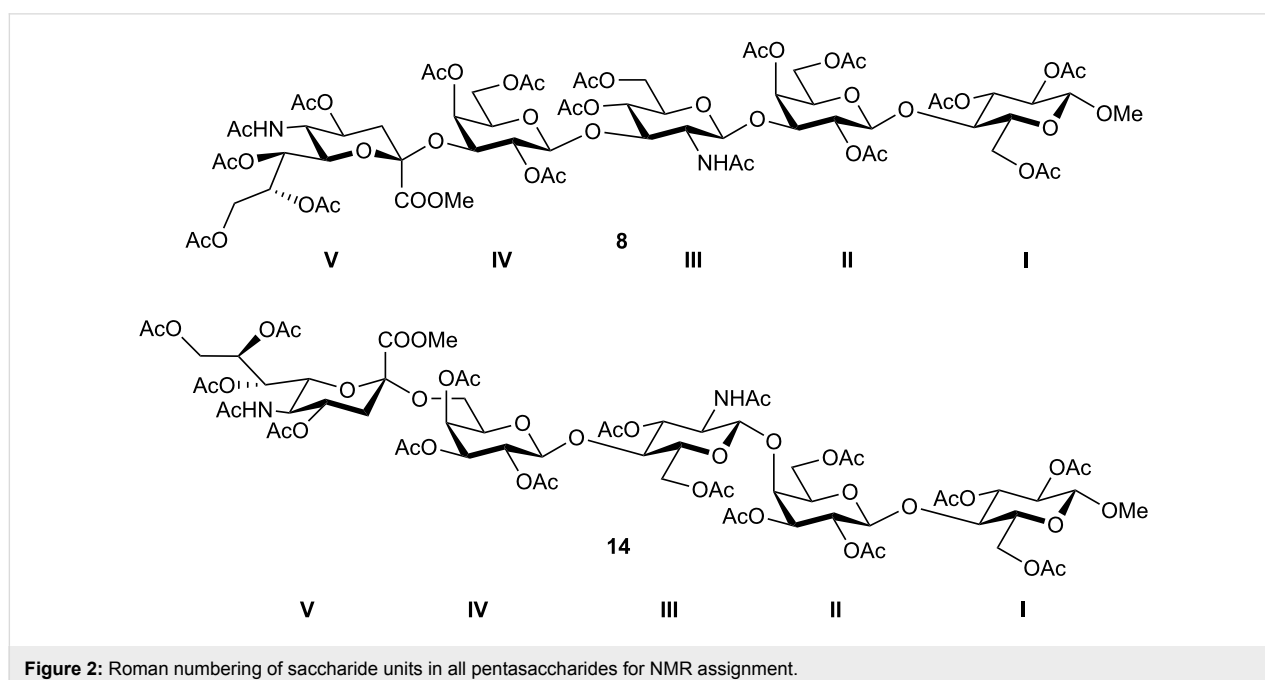 AcO OAc
AcO
AcO OAc
O O OAc OAc
AcO AcO O O AcO OMe
AcHN O O O O
AcO O NHAc OAc O
OAc COOMe OAc
AcO OAc
8
V IV III II I
AcO OAc COOMe
AcO O OAc NHAc
AcHN O O AcO O
AcO O O OAc
AcO O OAc OAc
OAc OAc AcO O O AcO OMe
AcO O
14 OAc OAc
V IV III II I
Figure 2: Roman numbering of saccharide units in all pentasaccharides for NMR assignment.